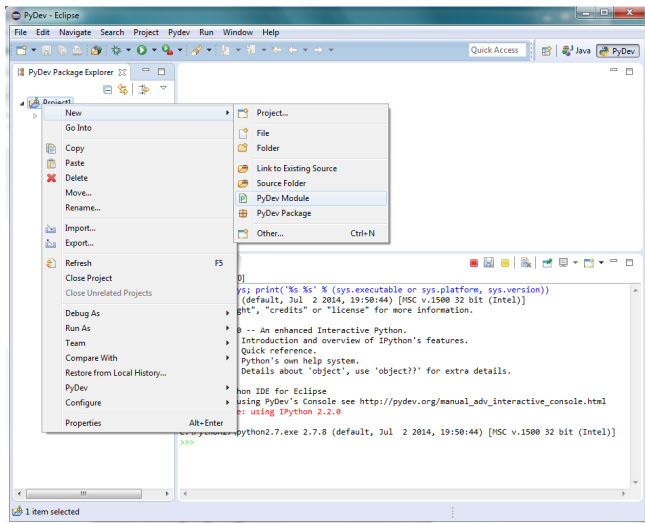 PyDev - Eclipse
File Edit Navigate Search Project Pydev Run Window Help
Quick Access
Java
PyDev
PyDev Package Explorer
Project1
New
Go Into
Copy
Paste
Delete
Move...
Rename...
Import...
Export...
Refresh F5
Close Project
Close Unrelated Projects
Debug As
Run As
Team
Compare With
Restore from Local History...
PyDev
Configure
Properties Alt+Enter
Project...
File
Folder
Link to Existing Source
Source Folder
PyDev Module
PyDev Package
Other... Ctrl+N
0]
ys; print('%s %s' % (sys.executable or sys.platform, sys.version))
(default, Jul 2 2014, 19:50:44) [MSC v.1500 32 bit (Intel)]
ght", "credits" or "license" for more information.
0 -- An enhanced Interactive Python.
Introduction and overview of IPython's features.
Quick reference.
Python's own help system.
Details about 'object', use 'object??' for extra details.
hon IDE for Eclipse
using PyDev's Console see http://pydev.org/manual_adv_interactive_console.html
e: using IPython 2.2.0
python2.7.exe 2.7.8 (default, Jul 2 2014, 19:50:44) [MSC v.1500 32 bit (Intel)]
>>>
1 item selected